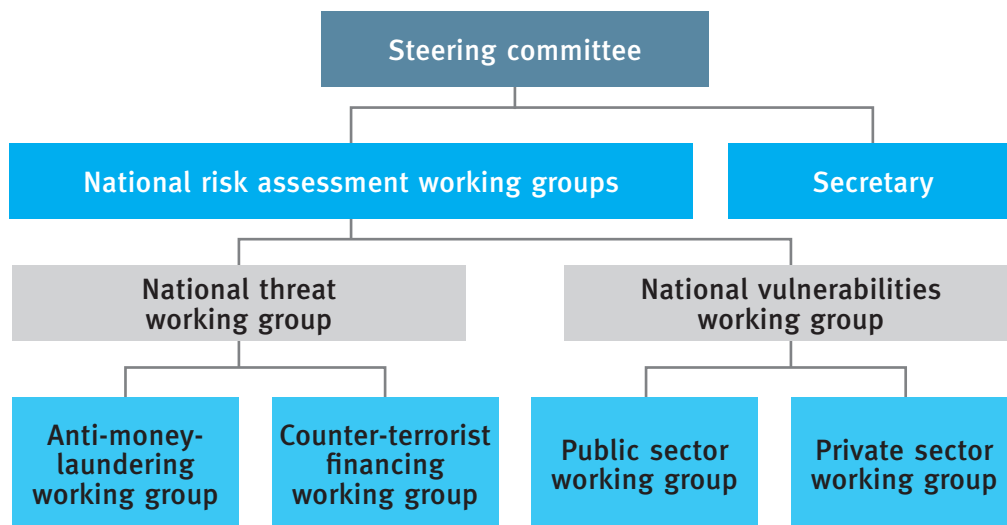 Steering committee
National risk assessment working groups
Secretary
National threat
working group
National vulnerabilities
working group
Anti-money-
laundering
working group
Counter-terrorist
financing
working group
Public sector
working group
Private sector
working group